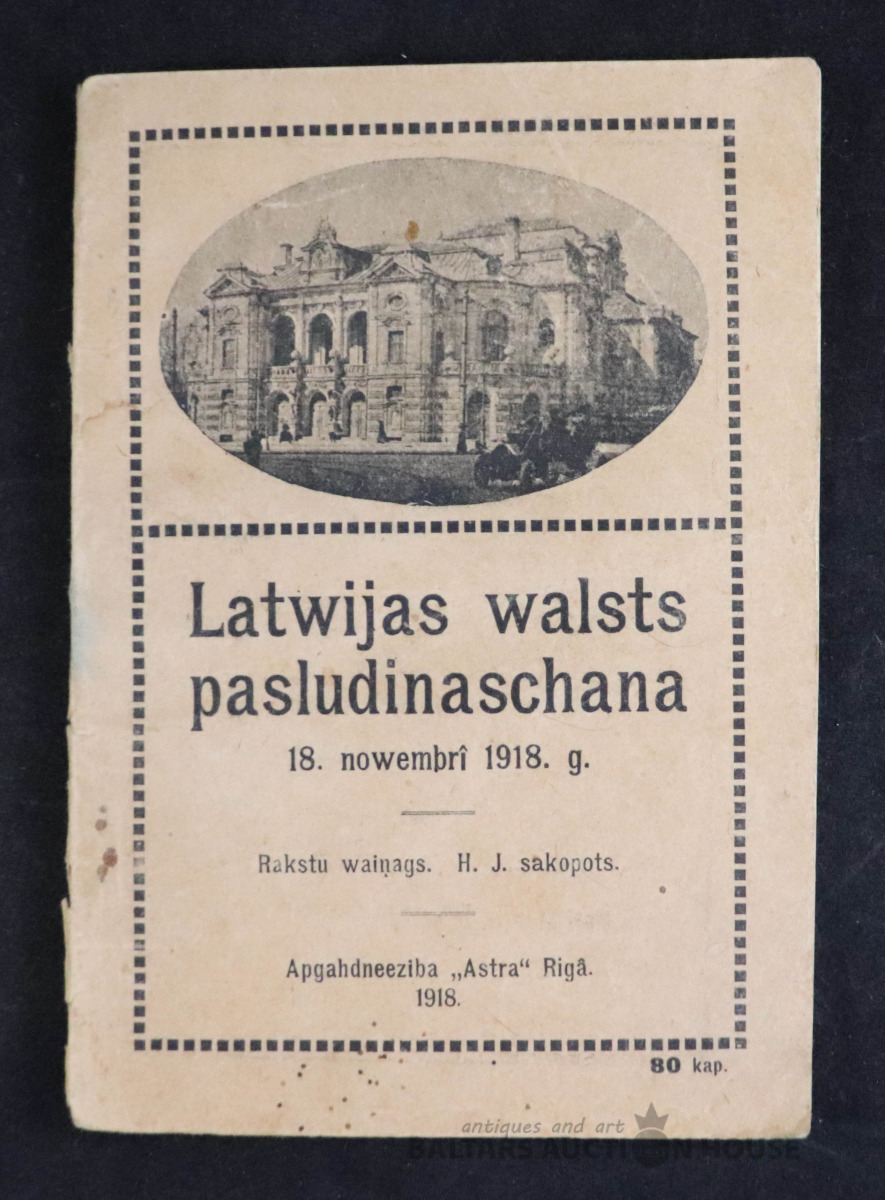 Latwijas walsts
pasludinaschana
18. nowembrî 1918. g.
Rakstu waiņags. H. J. sakopots.
Apgahdneeziba „Astra“ Rigâ.
1918.
80 kap.
antiques and art
BALTARS AUCTION HOUSE